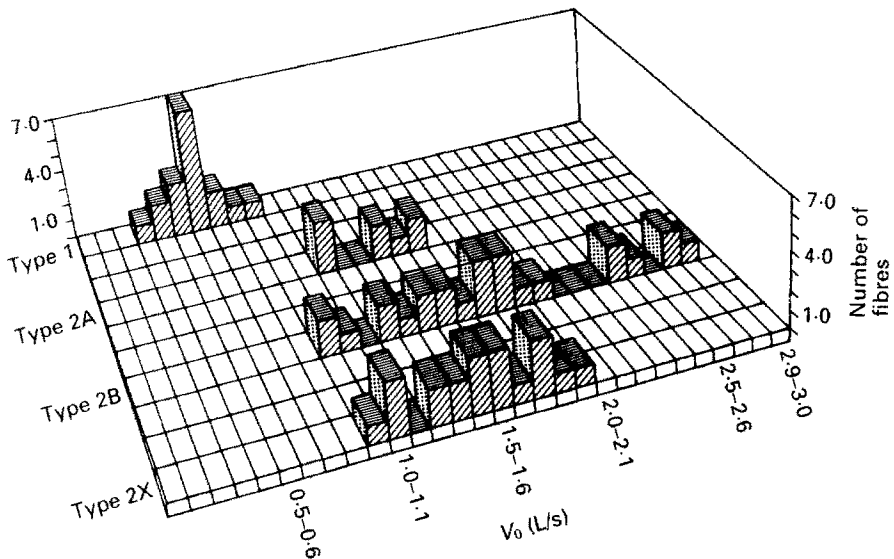 7·0
4·0
1·0
Type 1
Type 2A
Type 2B
Type 2X
7·0
4·0
1·0
Number of
fibres
0·5–0·6
1·0–1·1
1·5–1·6
2·0–2·1
2·5–2·6
2·9–3·0
V₀ (L/s)